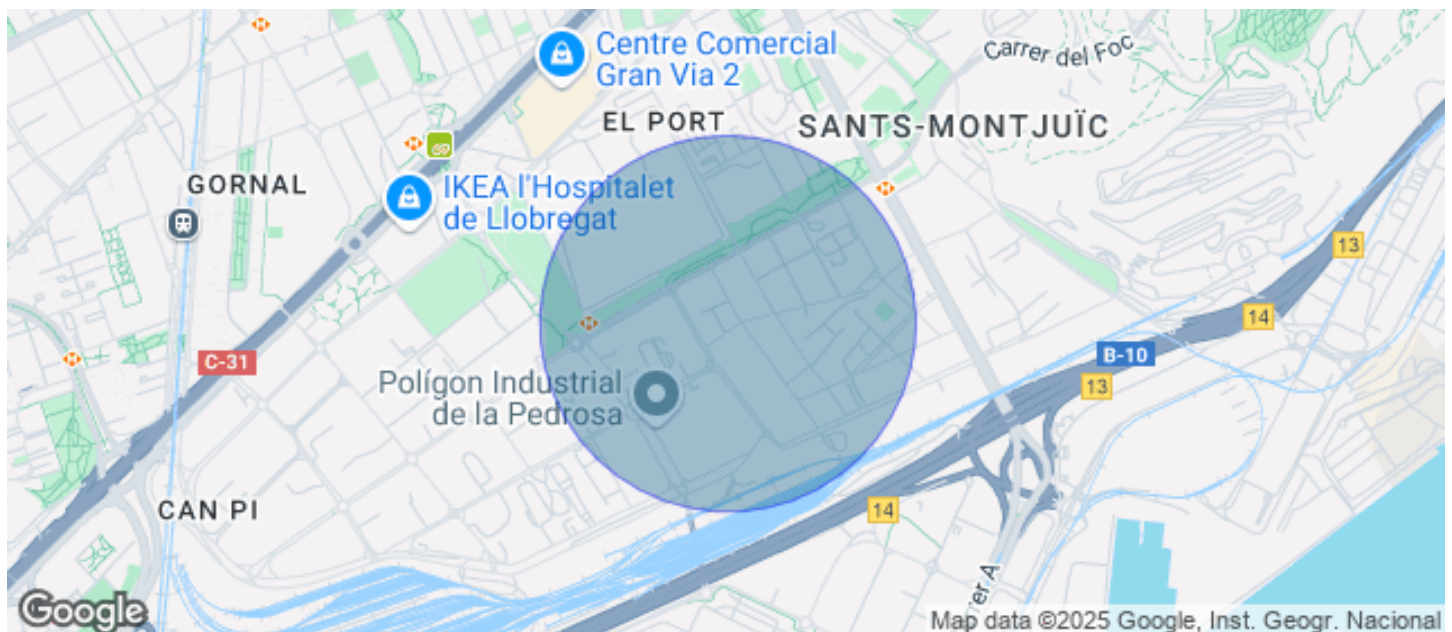 Centre Comercial
Gran Via 2
Carrer del Foc
EL PORT
SANTS-MONTJUÏC
GORNAL
IKEA l'Hospitalet
de Llobregat
13
14
B-10
C-31
13
Polígon Industrial
de la Pedrosa
CAN PI
14
er A
Google
Map data ©2025 Google, Inst. Geogr. Nacional